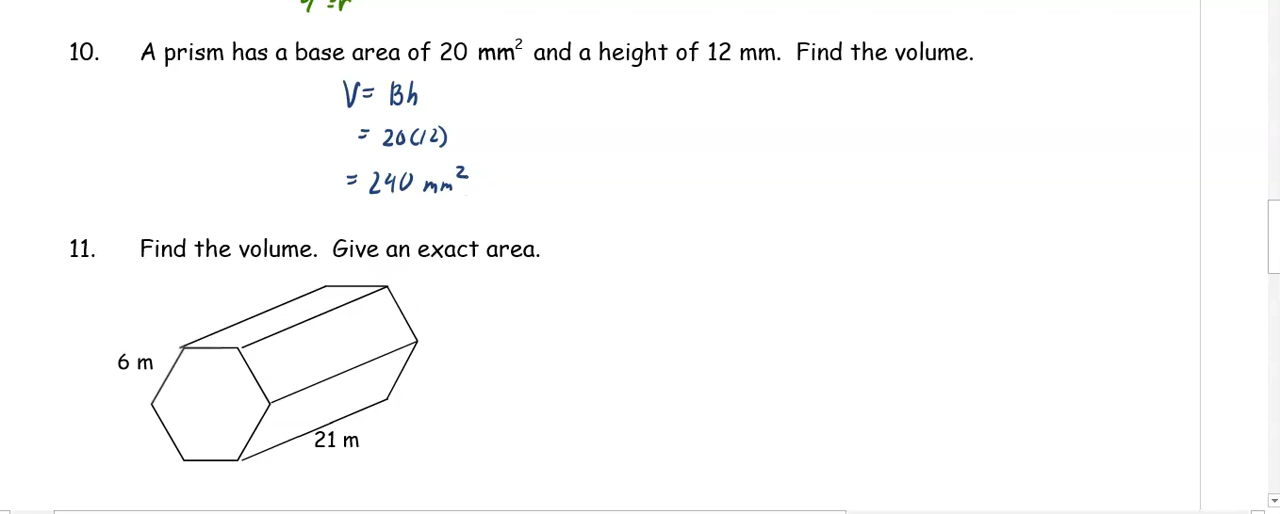 10. A prism has a base area of 20 mm² and a height of 12 mm. Find the volume.
V= Bh
= 20(12)
= 240 mm²
11. Find the volume. Give an exact area.
6 m
21 m